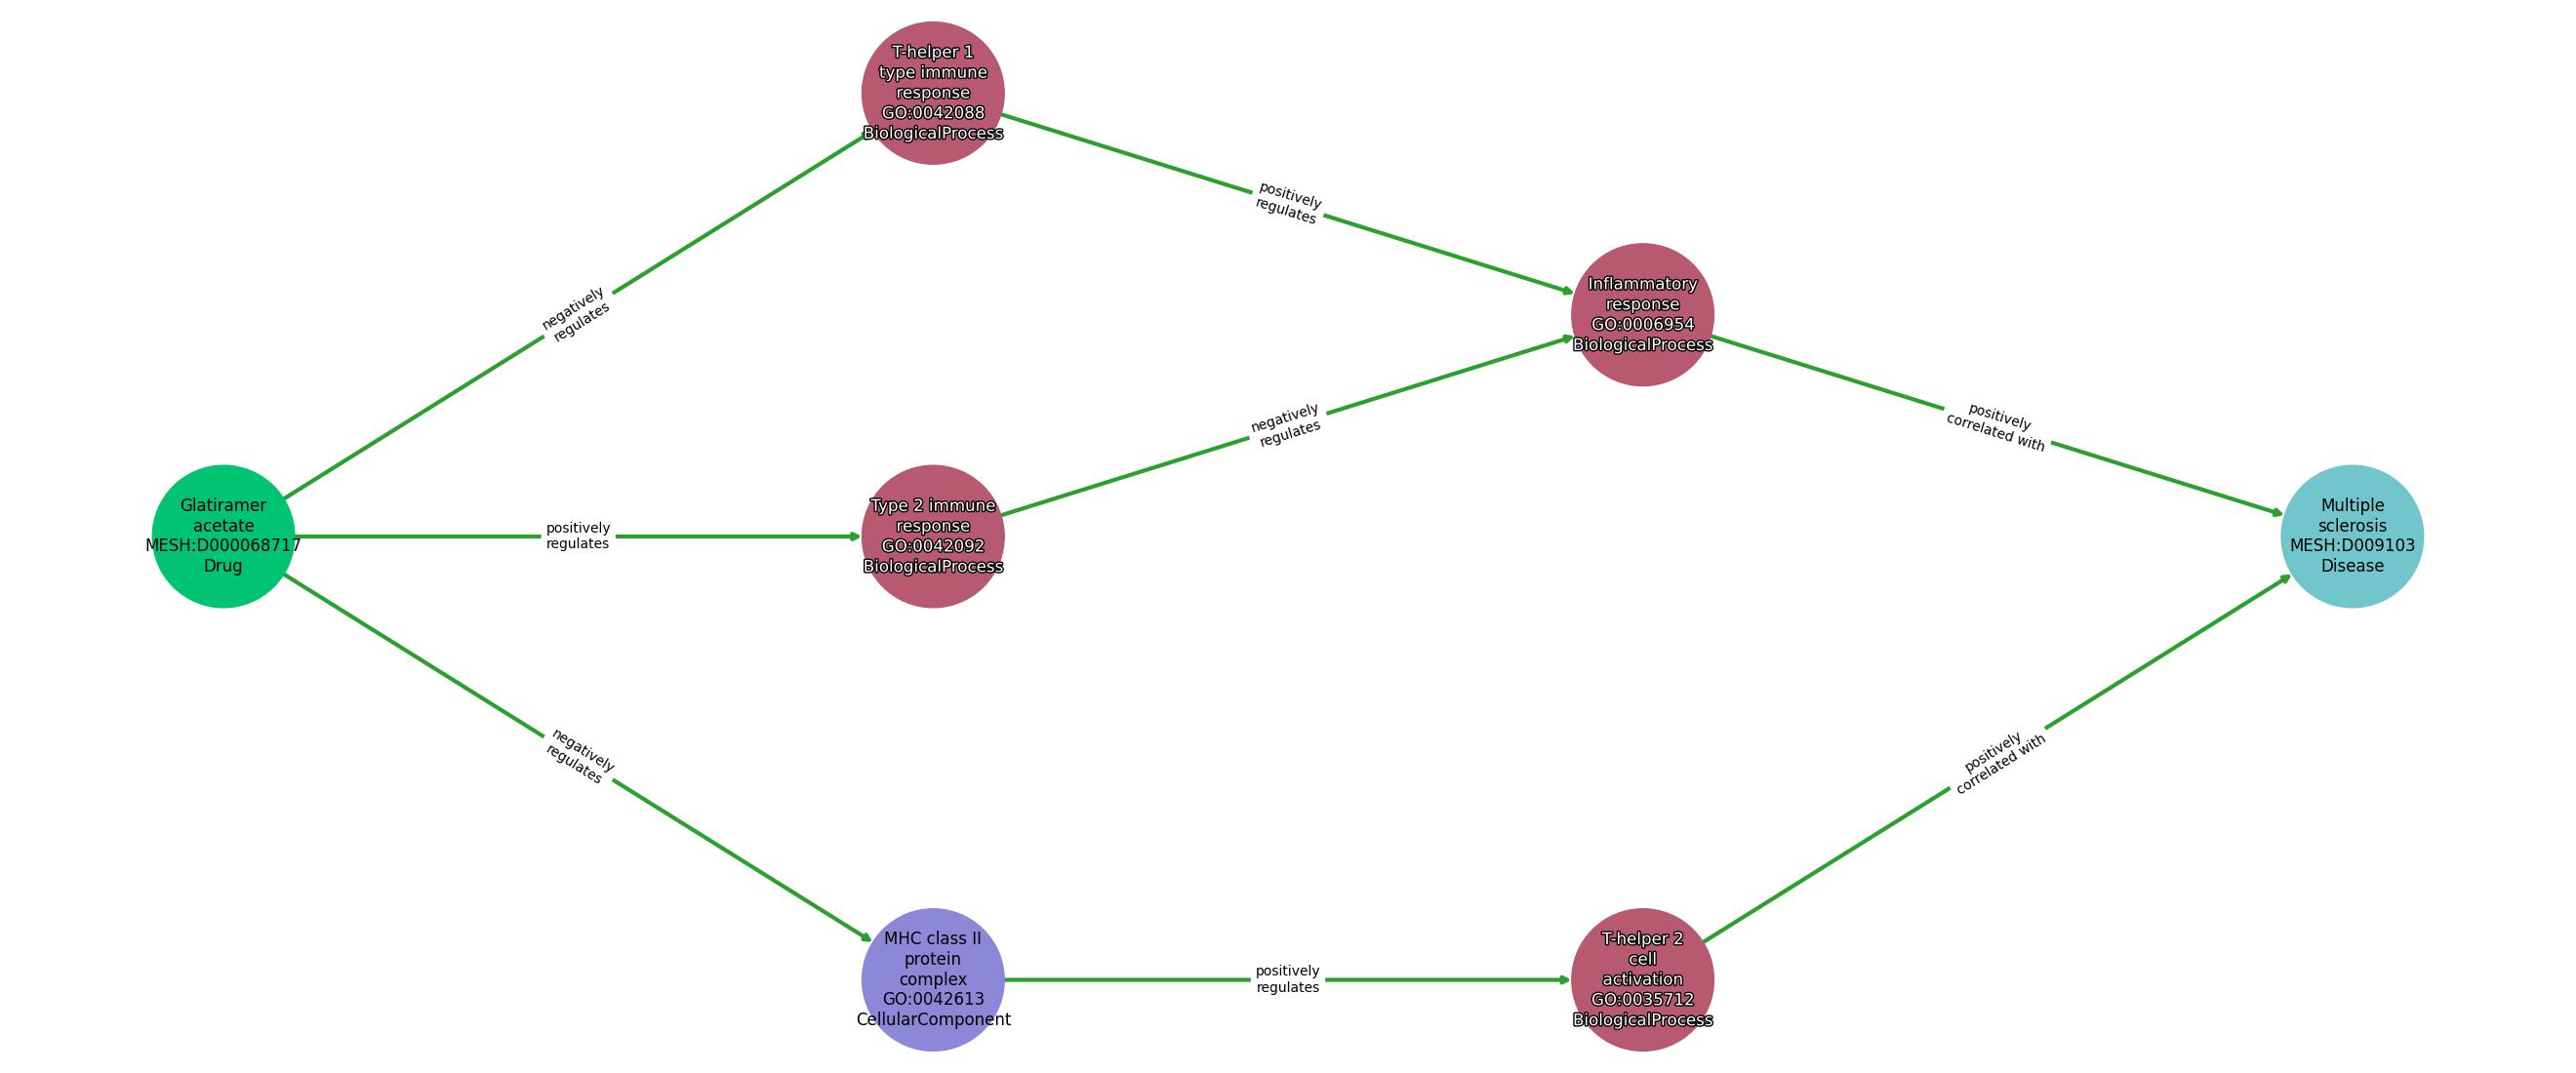 T-helper 1
type immune
response
GO:0042088
BiologicalProcess
positively
regulates
negatively
regulates
Inflammatory
response
GO:0006954
BiologicalProcess
negatively
regulates
positively
correlated with
Glatiramer
acetate
MESH:D000068717
Drug
positively
regulates
Type 2 immune
response
GO:0042092
BiologicalProcess
Multiple
sclerosis
MESH:D009103
Disease
negatively
regulates
positively
correlated with
MHC class II
protein
complex
GO:0042613
CellularComponent
positively
regulates
T-helper 2
cell
activation
GO:0035712
BiologicalProcess